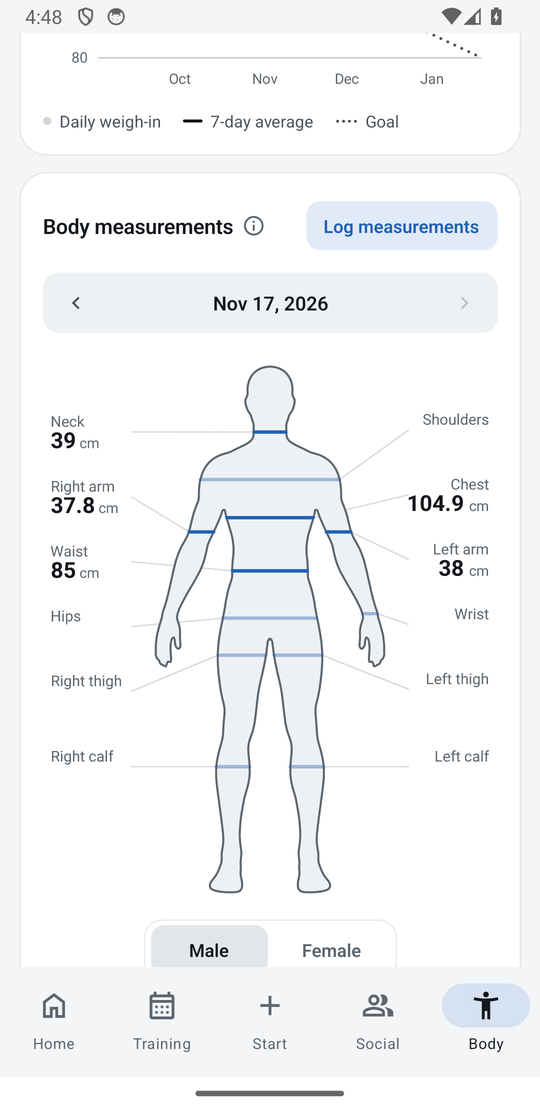 4:48
80
Oct Nov Dec Jan
Daily weigh-in 7-day average Goal
Body measurements Log measurements
Nov 17, 2026
Neck
39 cm
Shoulders
Right arm
37.8 cm
Chest
104.9 cm
Waist
85 cm
Left arm
38 cm
Hips
Wrist
Right thigh
Left thigh
Right calf
Left calf
Male Female
Home Training Start Social Body